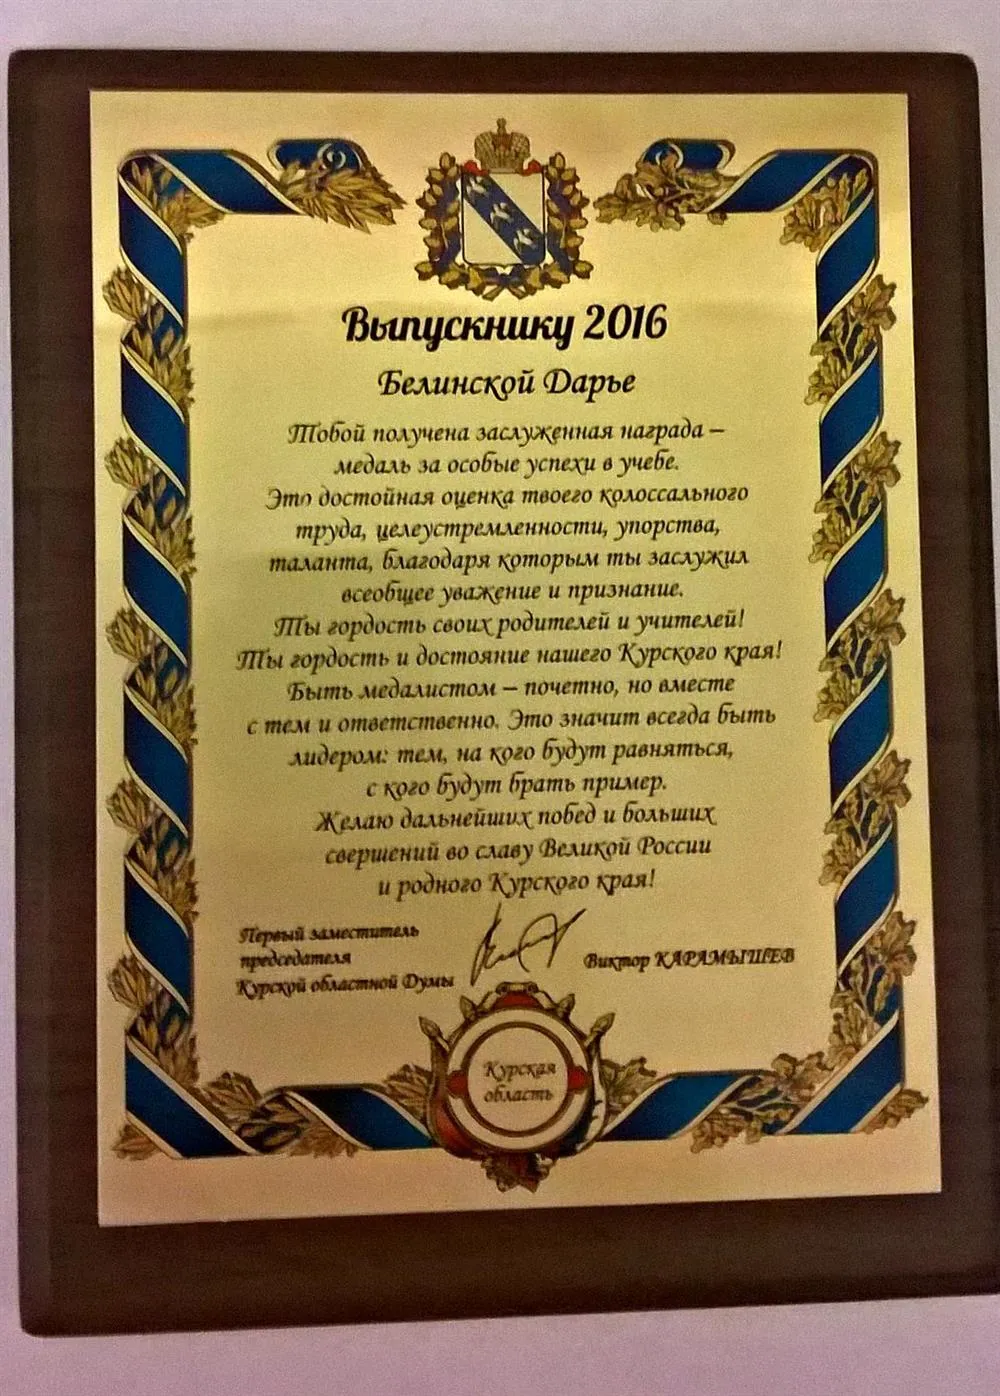 Выпускнику 2016
Белинской Дарье
Тобой получена заслуженная награда –
медаль за особые успехи в учебе.
Это достойная оценка твоего колоссального
труда, целеустремленности, упорства,
таланта, благодаря которым ты заслужил
всеобщее уважение и признание.
Ты гордость своих родителей и учителей!
Ты гордость и достояние нашего Курского края!
Быть медалистом – почетно, но вместе
с тем и ответственно. Это значит всегда быть
лидером: тем, на кого будут равняться,
с кого будут брать пример.
Желаю дальнейших побед и больших
свершений во славу Великой России
и родного Курского края!
Первый заместитель
председателя
Курской областной Думы
Виктор КАРАМЫШЕВ
Курская
область